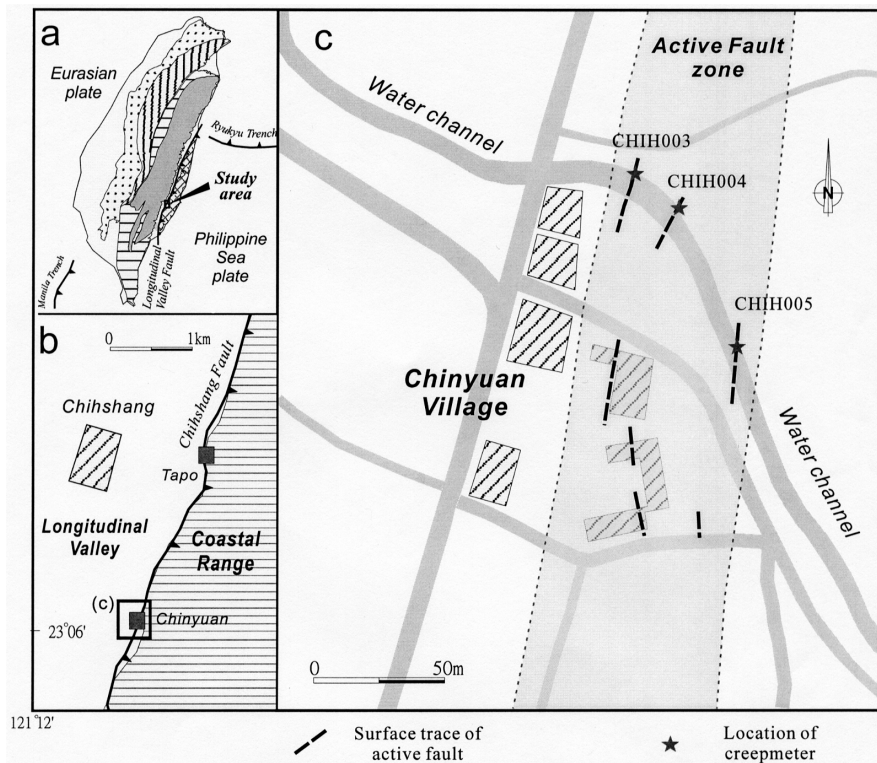 a
Eurasian
plate
Ryukyu Trench
Study
area
Philippine
Sea
plate
Longitudinal
Valley Fault
Manila Trench
b
0 1km
Chihshang Fault
Chihshang
Tapo
Longitudinal
Valley
Coastal
Range
(c)
Chinyuan
23°06'
121°12'
c
Active Fault
zone
Water channel
CHIH003
CHIH004
N
CHIH005
Chinyuan
Village
Water channel
0 50m
Surface trace of
active fault
Location of
creepmeter